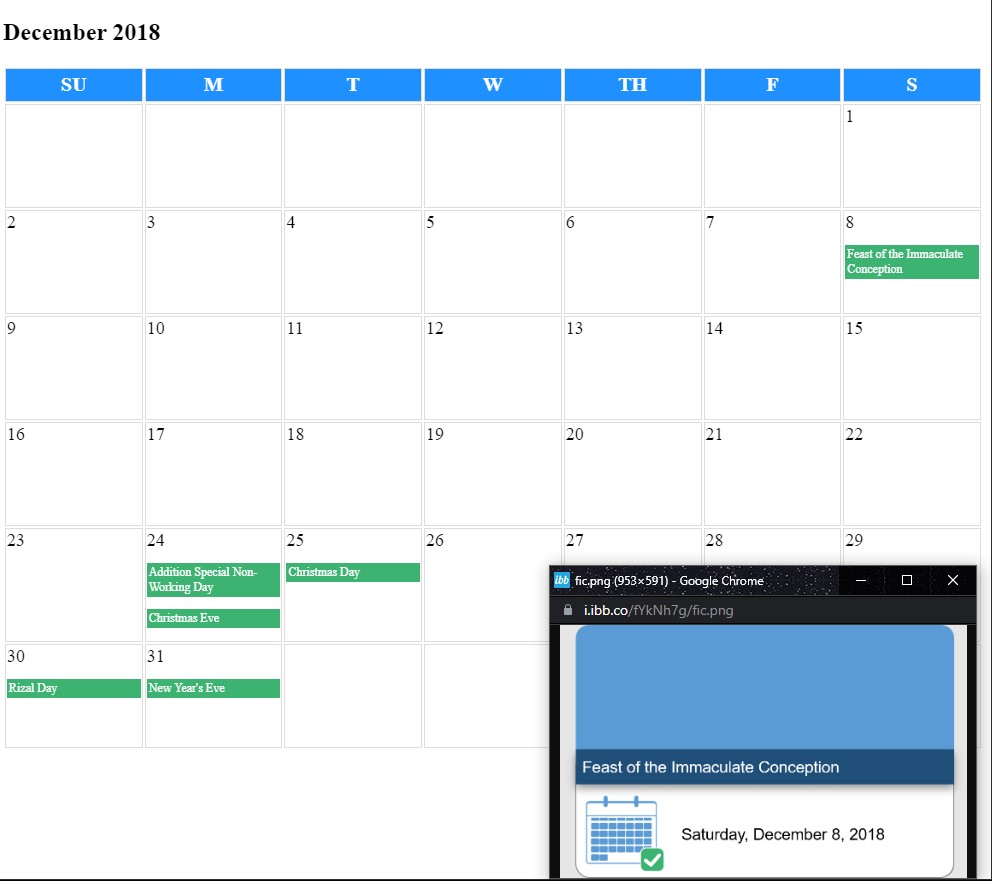 December 2018
SU M T W TH F S
1
2 3 4 5 6 7 8
Feast of the Immaculate
Conception
9 10 11 12 13 14 15
16 17 18 19 20 21 22
23 24 25 26 27 28 29
Addition Special Non-
Working Day
Christmas Eve
Christmas Day
30 31
Rizal Day
New Year's Eve
ibb fic.png (953×591) - Google Chrome
i.ibb.co/fYkNh7g/fic.png
Feast of the Immaculate Conception
Saturday, December 8, 2018